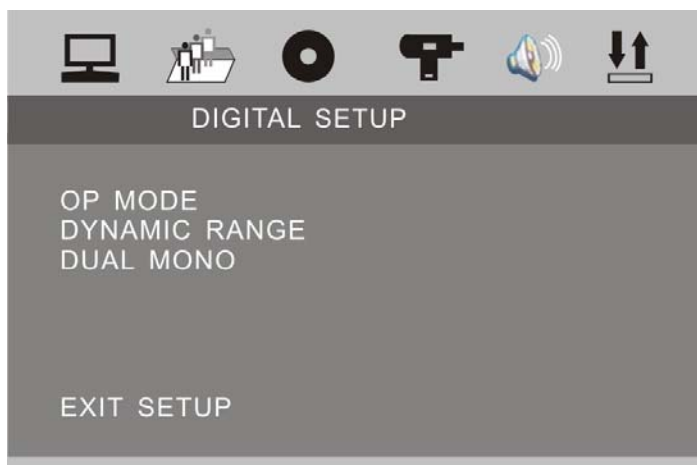 DIGITAL SETUP
OP MODE
DYNAMIC RANGE
DUAL MONO
EXIT SETUP